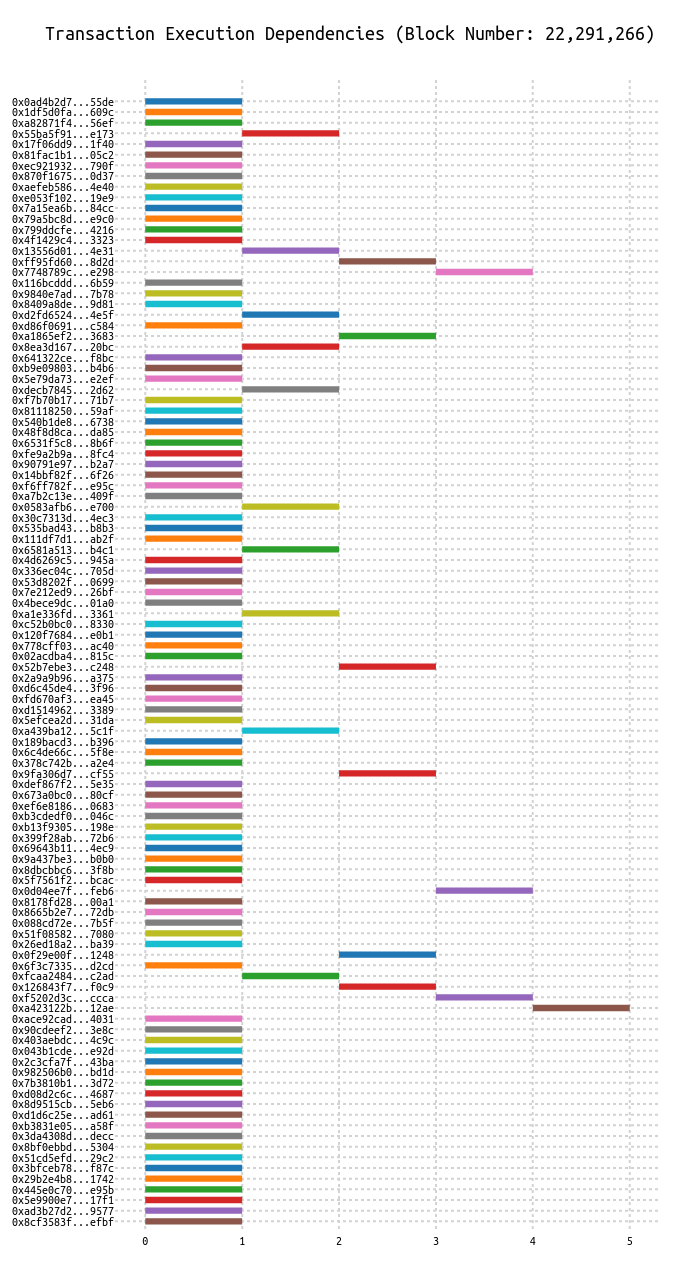 Transaction Execution Dependencies (Block Number: 22,291,266)
0x0ad4b2d7...55de
0x1df5d0fa...609c
0xa82871f4...56ef
0x55ba5f91...e173
0x17f06dd9...1f40
0x81fac1b1...05c2
0xec921932...790f
0x870f1675...0d37
0xaefeb586...4e40
0xe053f102...19e9
0x7a15ea6b...84cc
0x79a5bc8d...e9c0
0x799ddcfe...4216
0x4f1429c4...3323
0x13556d01...4e31
0xff95fd60...8d2d
0x7748789c...e298
0x116bcddd...6b59
0x9840e7ad...7b78
0x8409a8de...9d81
0xd2fd6524...4e5f
0xd86f0691...c584
0xa1865ef2...3683
0x8ea3d167...20bc
0x641322ce...f8bc
0xb9e09803...b4b6
0x5e79da73...e2ef
0xdecb7845...2d62
0xf7b70b17...71b7
0x81118250...59af
0x540b1de8...6738
0x48f8d8ca...da85
0x6531f5c8...8b6f
0xfe9a2b9a...8fc4
0x90791e97...b2a7
0x14bbf82f...6f26
0xf6ff782f...e95c
0xa7b2c13e...409f
0x0583afb6...e700
0x30c7313d...4ec3
0x535bad43...b8b3
0x111df7d1...ab2f
0x6581a513...b4c1
0x4d6269c5...945a
0x336ec04c...705d
0x53d8202f...0699
0x7e212ed9...26bf
0x4bece9dc...01a0
0xa1e336fd...3361
0xc52b0bc0...8330
0x120f7684...e0b1
0x778cff03...ac40
0x02acdba4...815c
0x52b7ebe3...c248
0x2a9a9b96...a375
0xd6c45de4...3f96
0xfd670af3...ea45
0xd1514962...3389
0x5efcea2d...31da
0xa439ba12...5c1f
0x189bacd3...b396
0x6c4de66c...5f8e
0x378c742b...a2e4
0x9fa306d7...cf55
0xdef867f2...5e35
0x673a0bc0...80cf
0xef6e8186...0683
0xb3cdedf0...046c
0xb13f9305...198e
0x399f28ab...72b6
0x69643b11...4ec9
0x9a437be3...b0b0
0x8dbcbbc6...3f8b
0x5f7561f2...bcac
0x0d04ee7f...feb6
0x8178fd28...00a1
0x8665b2e7...72db
0x088cd72e...7b5f
0x51f08582...7080
0x26ed18a2...ba39
0x0f29e00f...1248
0x6f3c7335...d2cd
0xfcaa2484...c2ad
0x126843f7...f0c9
0xf5202d3c...ccca
0xa423122b...12ae
0xace92cad...4031
0x90cdeef2...3e8c
0x403aebdc...4c9c
0x043b1cde...e92d
0x2c3cfa7f...43ba
0x982506b0...bd1d
0x7b3810b1...3d72
0xd08d2c6c...4687
0x8d9515cb...5eb6
0xd1d6c25e...ad61
0xb3831e05...a58f
0x3da4308d...decc
0x8bf0ebbd...5304
0x51cd5efd...29c2
0x3bfceb78...f87c
0x29b2e4b8...1742
0x445e0c70...e95b
0x5e9900e7...17f1
0xad3b27d2...9577
0x8cf3583f...efbf
0 1 2 3 4 5